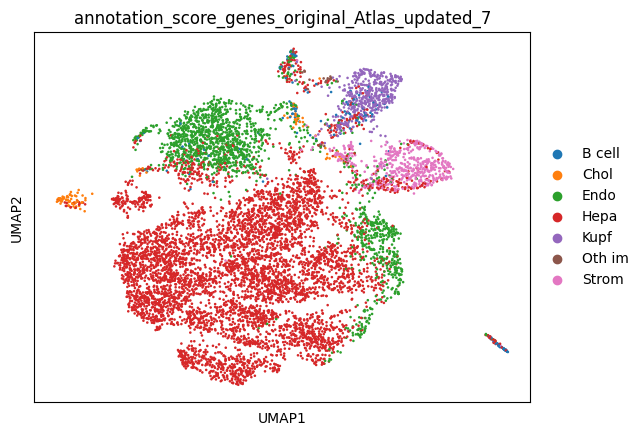 annotation_score_genes_original_Atlas_updated_7
UMAP2
B cell
Chol
Endo
Hepa
Kupf
Oth im
Strom
UMAP1